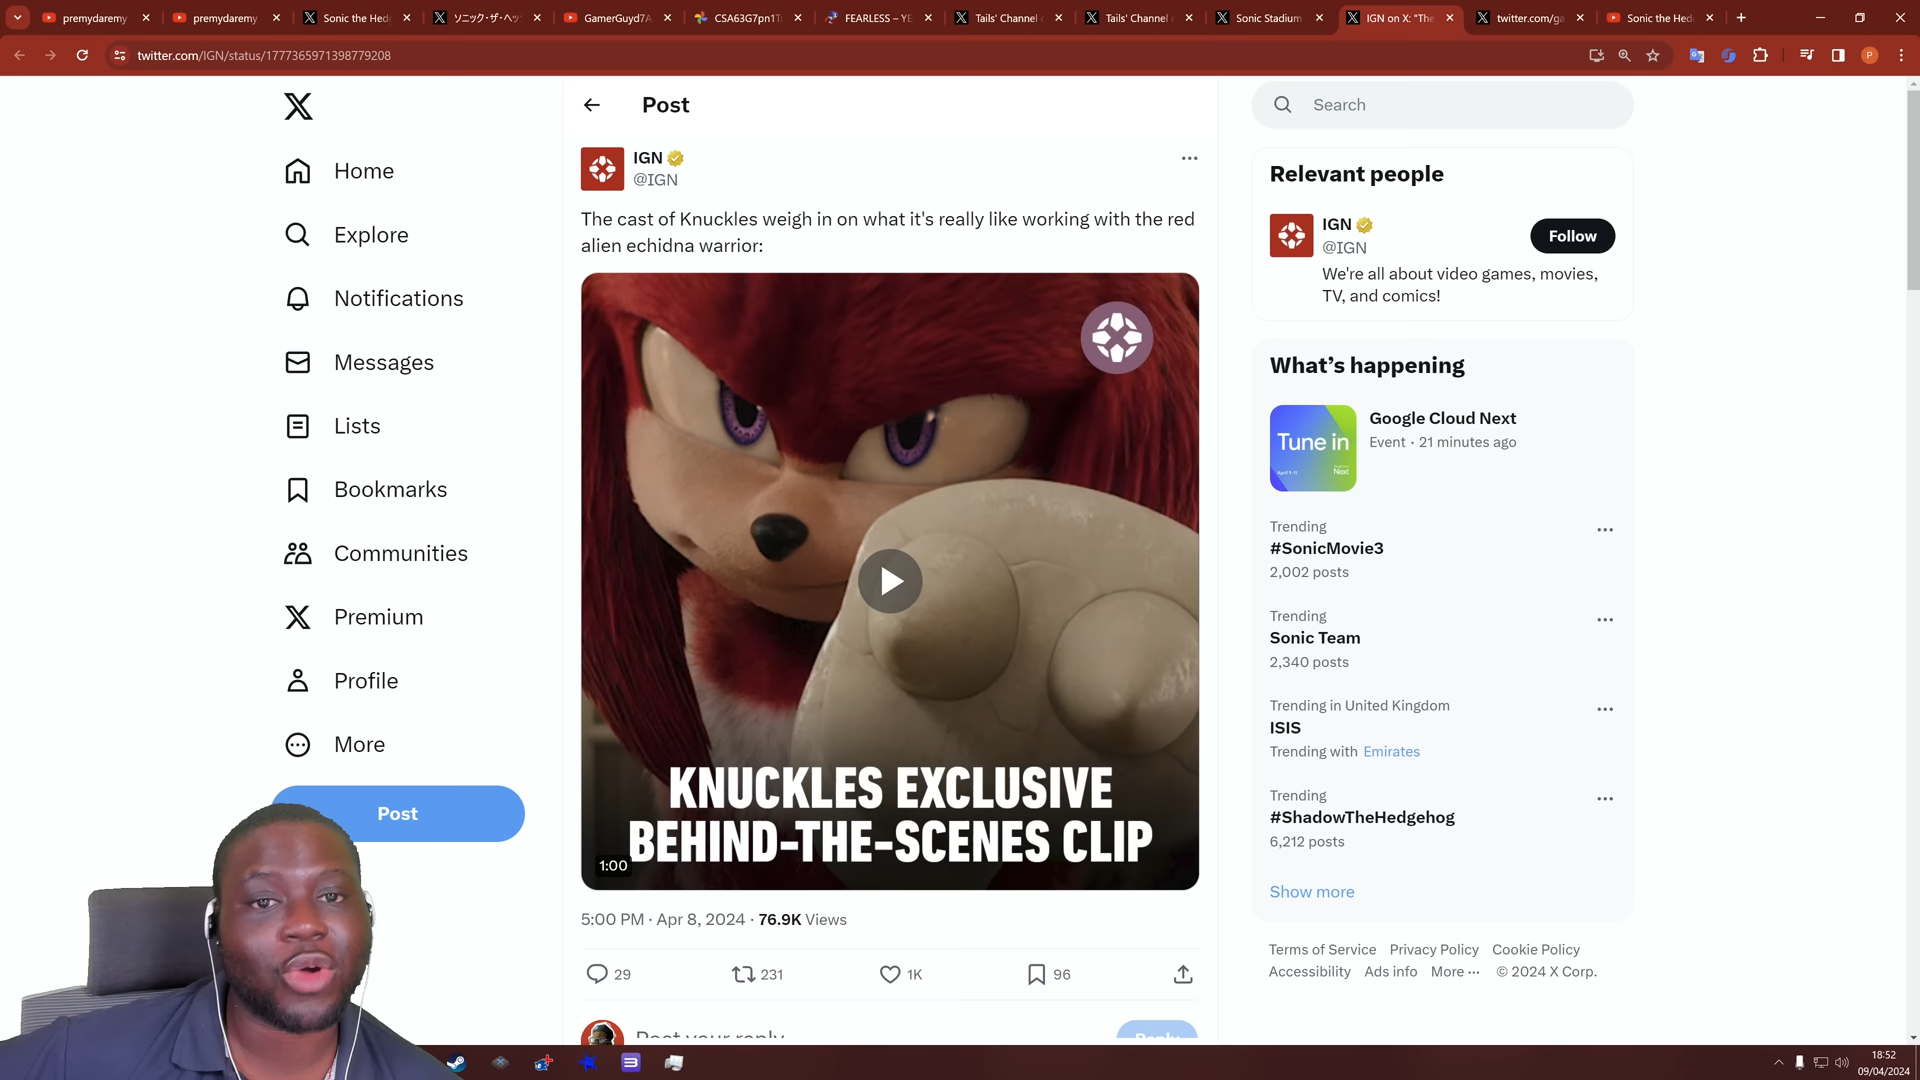 premydaremy
premydaremy
Sonic the Hed
ソニック・ザ・ヘッ
GamerGuyd7
CSA63G7pn1T
FEARLESS – YE
Tails' Channel
Tails' Channel
Sonic Stadium
IGN on X: "The
twitter.com/ga
Sonic the Hed
twitter.com/IGN/status/1777365971398779208
P
Home
Explore
Notifications
Messages
Lists
Bookmarks
Communities
Premium
Profile
More
Post
Post
IGN
@IGN
The cast of Knuckles weigh in on what it's really like working with the red
alien echidna warrior:
KNUCKLES EXCLUSIVE
BEHIND-THE-SCENES CLIP
1:00
5:00 PM · Apr 8, 2024 · 76.9K Views
29
231
1K
96
Post your reply
Reply
Search
Relevant people
IGN
@IGN
Follow
We're all about video games, movies,
TV, and comics!
What's happening
Tune in
Next
Google Cloud Next
Event · 21 minutes ago
Trending
#SonicMovie3
2,002 posts
Trending
Sonic Team
2,340 posts
Trending in United Kingdom
ISIS
Trending with Emirates
Trending
#ShadowTheHedgehog
6,212 posts
Show more
Terms of Service Privacy Policy Cookie Policy
Accessibility Ads info More ··· © 2024 X Corp.
18:52
09/04/2024